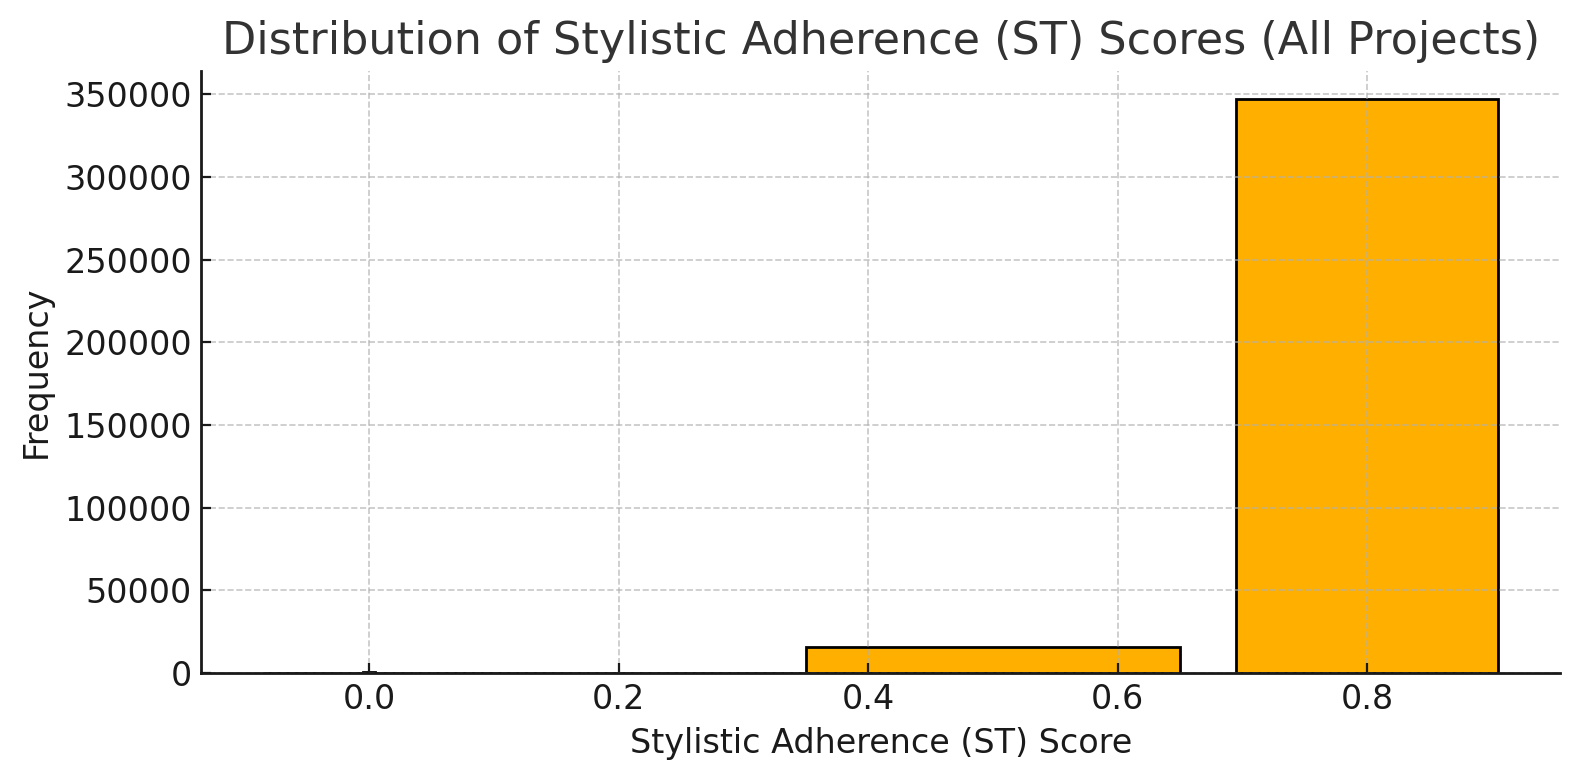 Distribution of Stylistic Adherence (ST) Scores (All Projects)
350000
300000
250000
200000
150000
100000
50000
0
Frequency
0.0 0.2 0.4 0.6 0.8
Stylistic Adherence (ST) Score